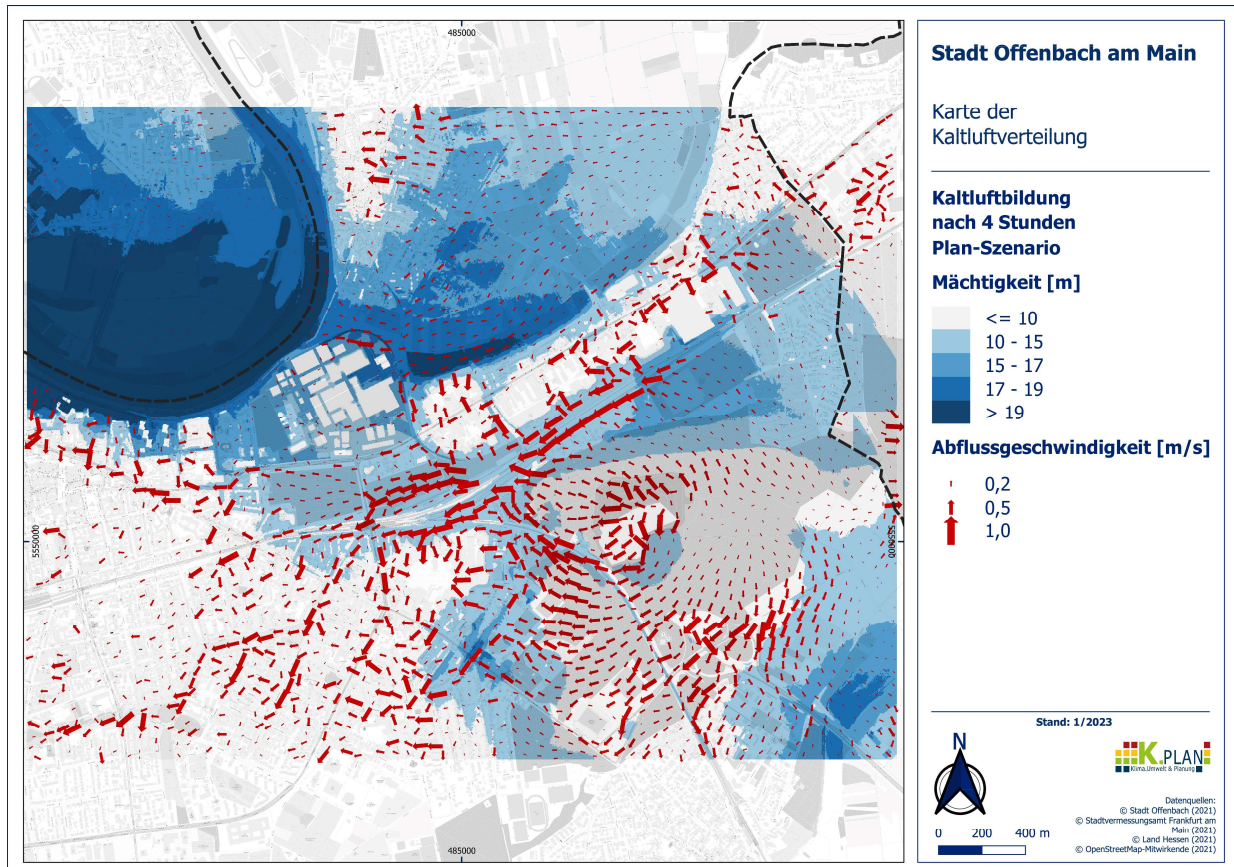 485000
5550000
5550000
485000
Stadt Offenbach am Main
Karte der
Kaltluftverteilung
Kaltluftbildung
nach 4 Stunden
Plan-Szenario
Mächtigkeit [m]
<= 10
10 - 15
15 - 17
17 - 19
> 19
Abflussgeschwindigkeit [m/s]
0,2
0,5
1,0
Stand: 1/2023
N
K.PLAN
Klima.Umwelt & Planung
0 200 400 m
Datenquellen:
© Stadt Offenbach (2021)
© Stadtvermessungsamt Frankfurt am
Main (2021)
© Land Hessen (2021)
© OpenStreetMap-Mitwirkende (2021)